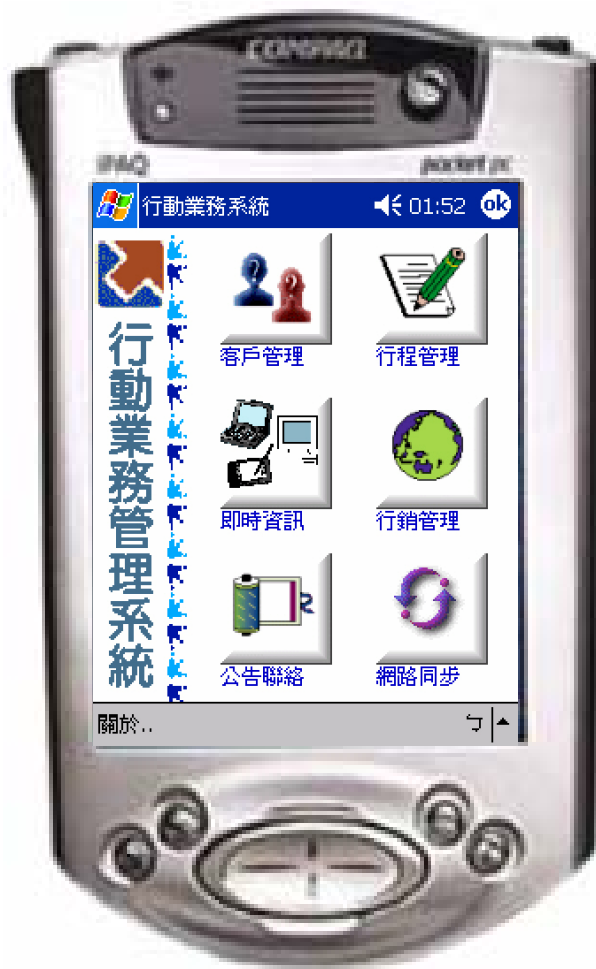 COMPAQ
iPAQ
pocket pc
行動業務系統
01:52
ok
行動業務管理系統
客戶管理
行程管理
即時資訊
行銷管理
公告聯絡
網路同步
關於..
ㄅ